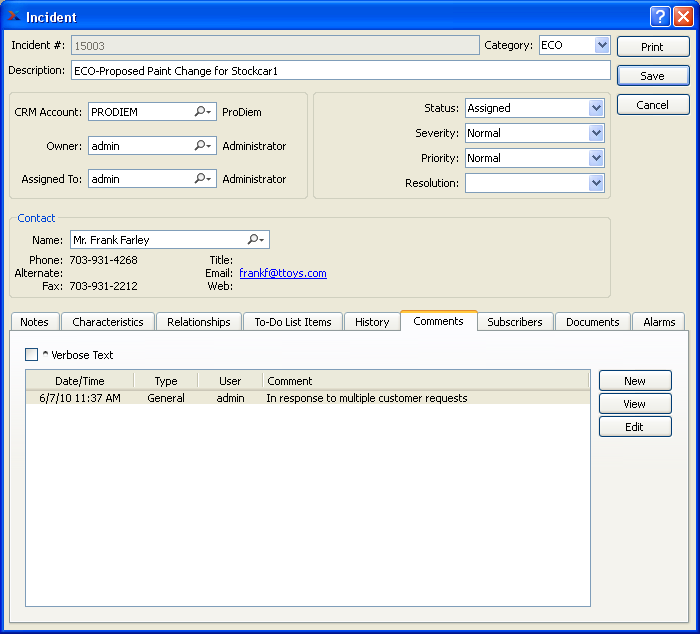 Incident
Incident #: 15003 Category: ECO Print
Description: ECO-Proposed Paint Change for Stockcar1 Save
Cancel
CRM Account: PRODIEM ProDiem
Owner: admin Administrator
Assigned To: admin Administrator
Status: Assigned
Severity: Normal
Priority: Normal
Resolution:
Contact
Name: Mr. Frank Farley
Phone: 703-931-4268 Title:
Alternate: Email: frankf@ttoys.com
Fax: 703-931-2212 Web:
Notes Characteristics Relationships To-Do List Items History Comments Subscribers Documents Alarms
^ Verbose Text
Date/Time Type User Comment New
6/7/10 11:37 AM General admin In response to multiple customer requests
View
Edit